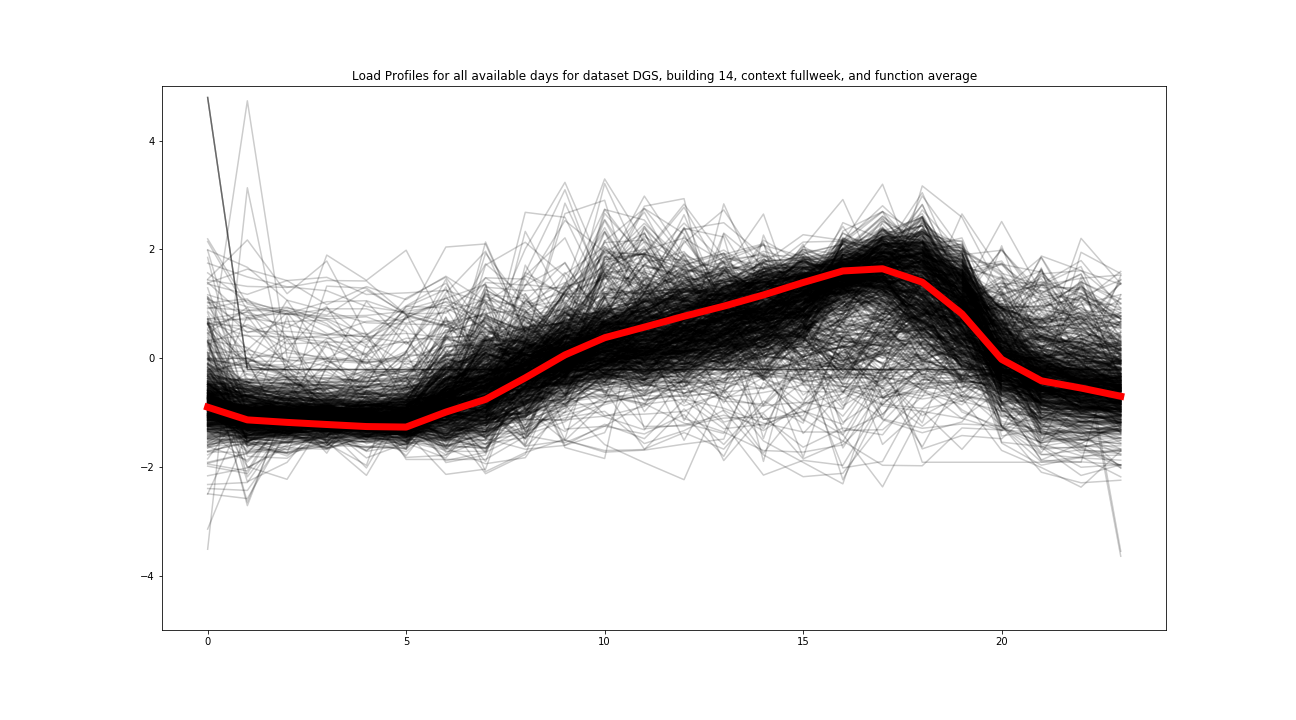 Load Profiles for all available days for dataset DGS, building 14, context fullweek, and function average
4
2
0
−2
−4
0 5 10 15 20